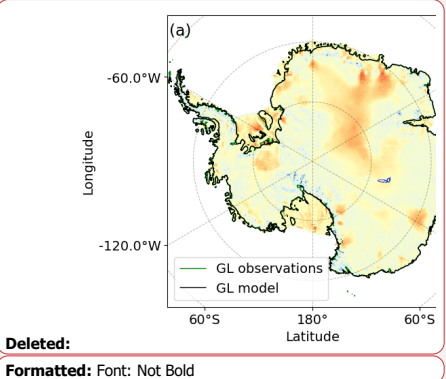 (a)
-60.0°W
Longitude
-120.0°W
GL observations
GL model
60°S
180°
60°S
Latitude
Deleted:
Formatted: Font: Not Bold